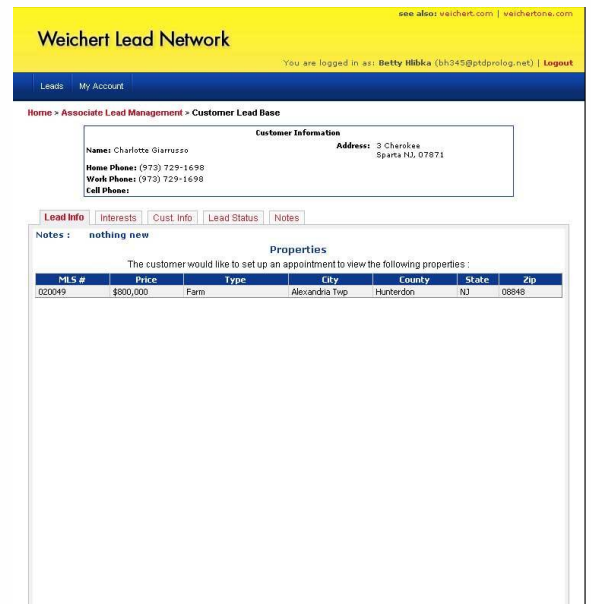 see also: weichert.com | weichertone.com
Weichert Lead Network
You are logged in as: Betty Hlibka (bh345@ptdprolog.net) | Logout
Leads My Account
Home > Associate Lead Management > Customer Lead Base
Customer Information
Name: Charlotte Giarrusso Address: 3 Cherokee
Sparta NJ, 07871
Home Phone: (973) 729-1698
Work Phone: (973) 729-1698
Cell Phone:
Lead Info Interests Cust. Info Lead Status Notes
Notes : nothing new
Properties
The customer would like to set up an appointment to view the following properties :
MLS # Price Type City County State Zip
020049 $800,000 Farm Alexandria Twp Hunterdon NJ 08848